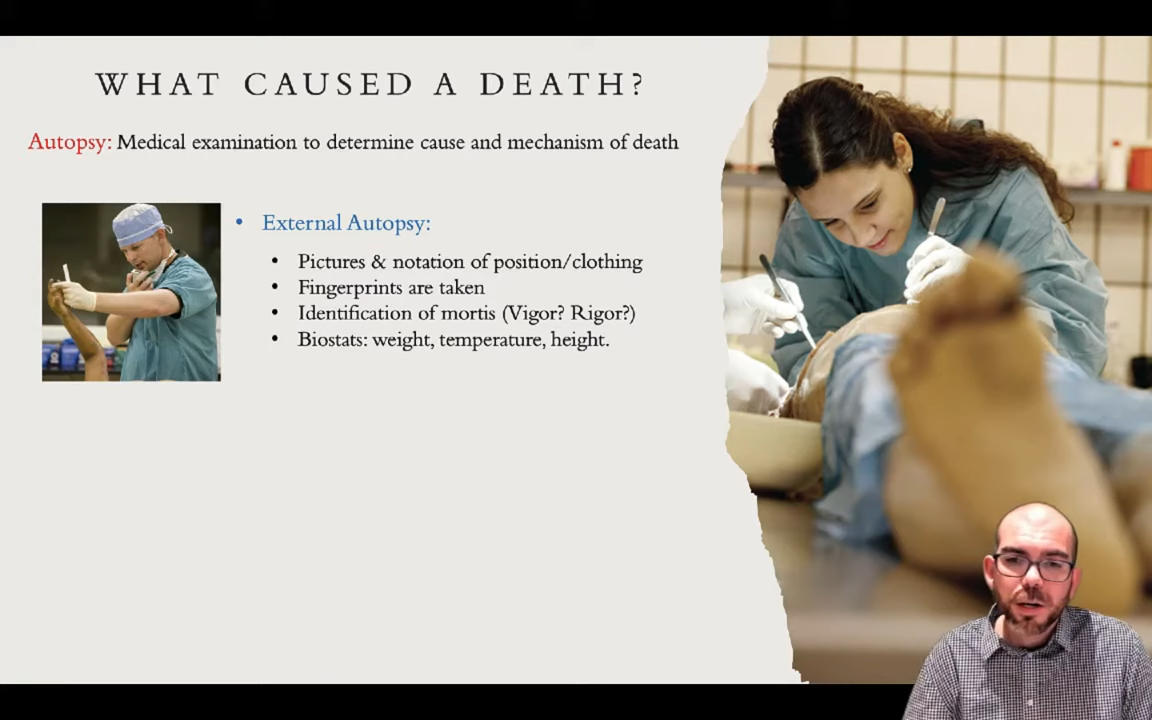 WHAT CAUSED A DEATH?
Autopsy: Medical examination to determine cause and mechanism of death
• External Autopsy:
• Pictures & notation of position/clothing
• Fingerprints are taken
• Identification of mortis (Vigor? Rigor?)
• Biostats: weight, temperature, height.